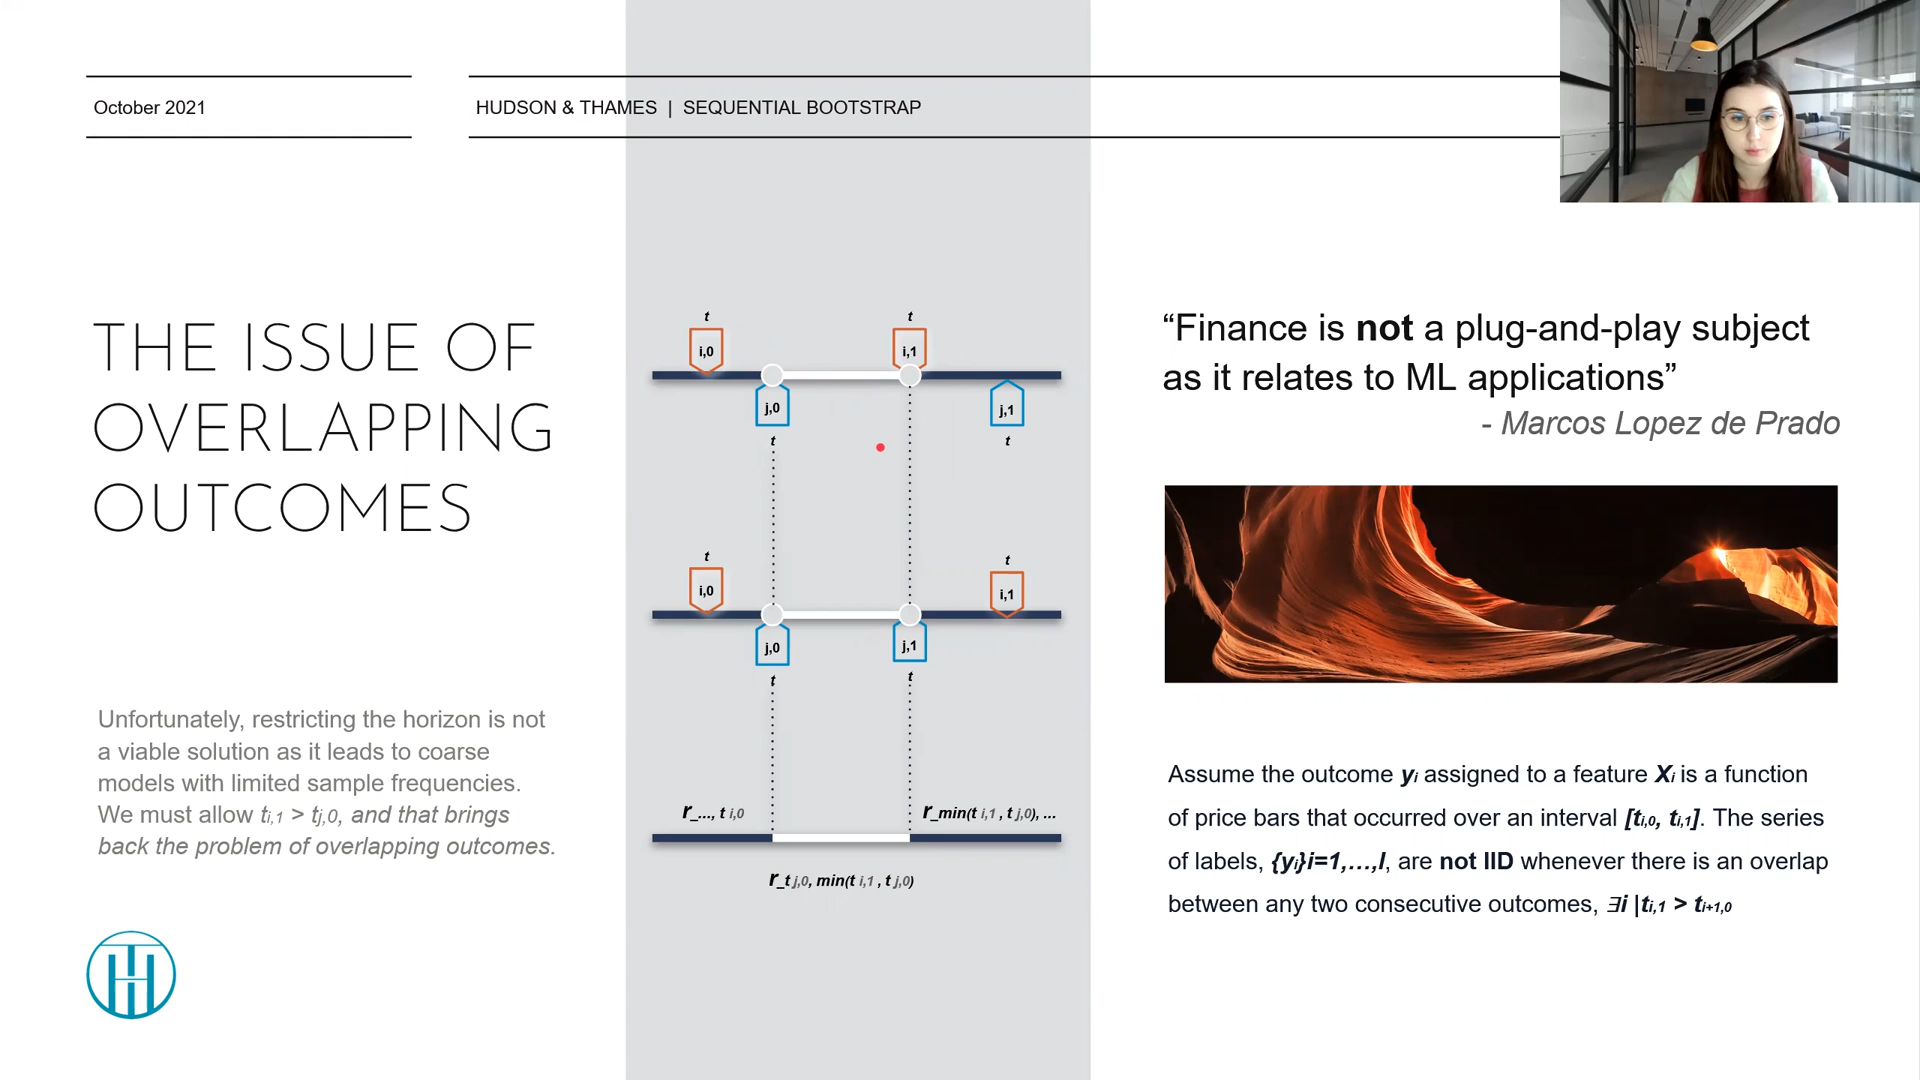 October 2021
HUDSON & THAMES | SEQUENTIAL BOOTSTRAP
THE ISSUE OF
OVERLAPPING
OUTCOMES
Unfortunately, restricting the horizon is not
a viable solution as it leads to coarse
models with limited sample frequencies.
We must allow ti,1 > tj,0, and that brings
back the problem of overlapping outcomes.
t t
i,0 i,1
j,0 j,1
t t
t t
i,0 i,1
j,0 j,1
t t
r_..., t i,0 r_min(t i,1 , t j,0), ...
r_t j,0, min(t i,1 , t j,0)
“Finance is not a plug-and-play subject
as it relates to ML applications”
- Marcos Lopez de Prado
Assume the outcome yi assigned to a feature Xi is a function
of price bars that occurred over an interval [ti,0, ti,1]. The series
of labels, {yi}i=1,…,I, are not IID whenever there is an overlap
between any two consecutive outcomes, ∃i |ti,1 > ti+1,0